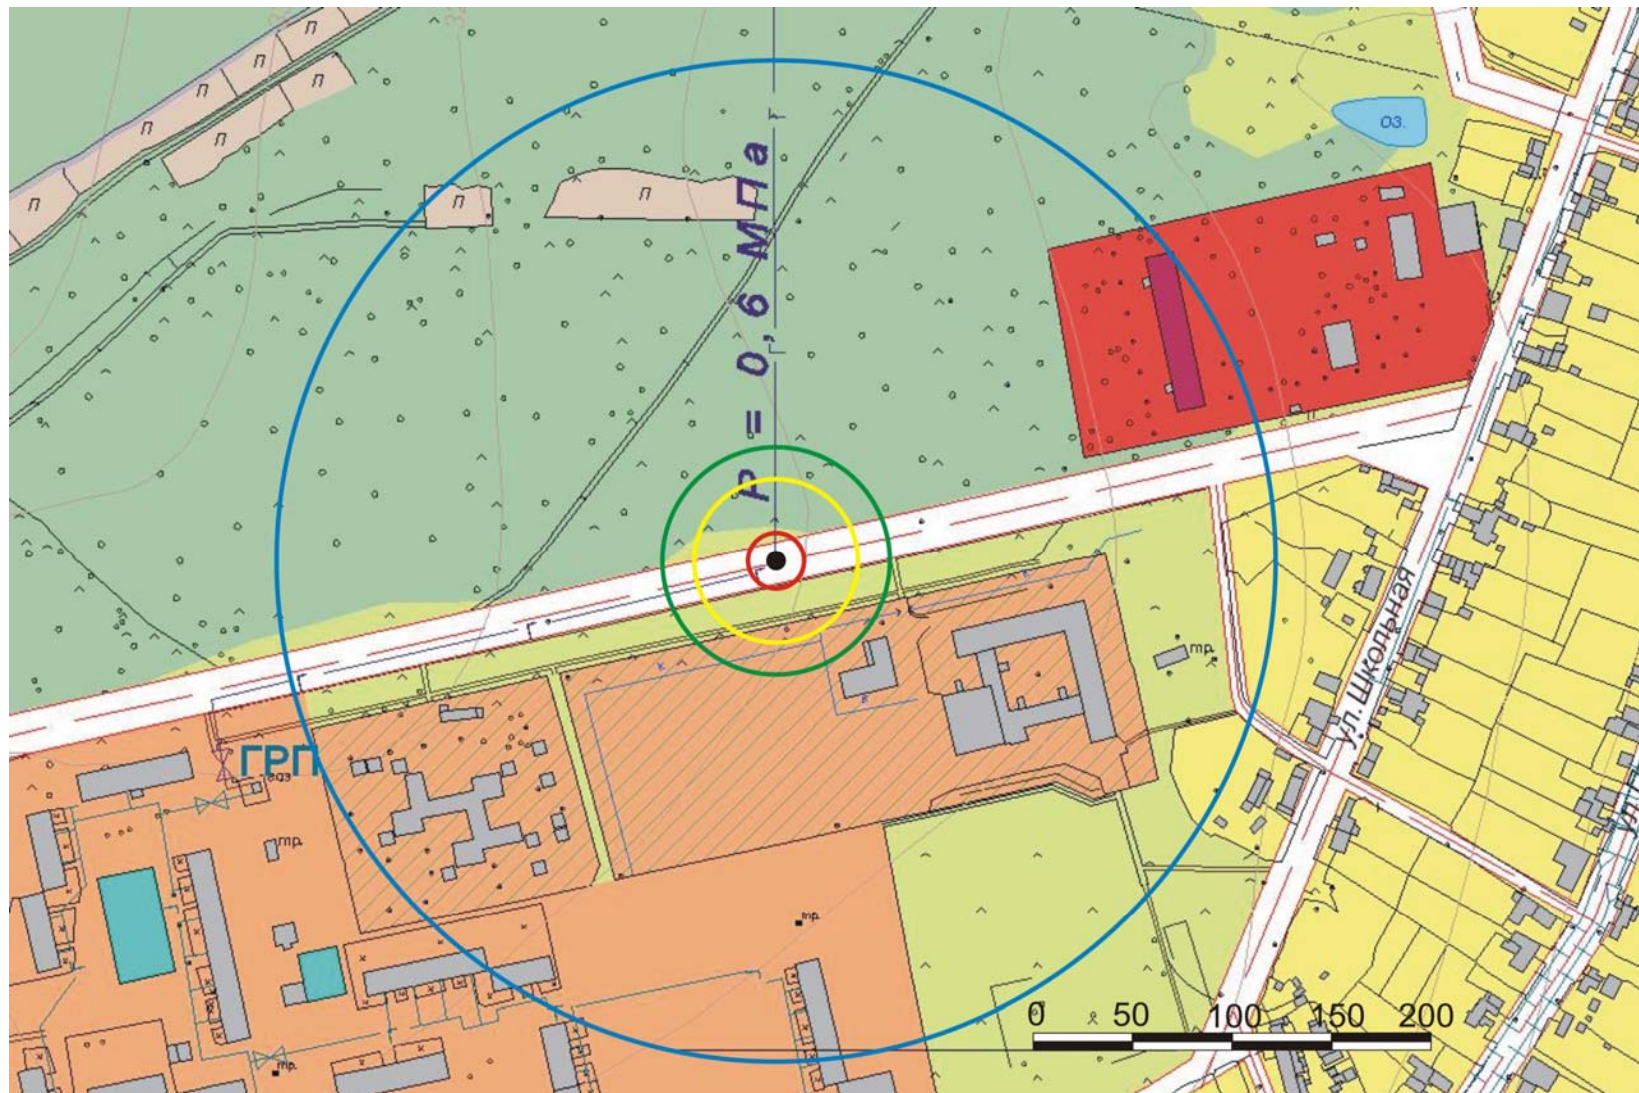 П
П
П
П
П
П
П
П
оз.
Р = 0,6 МПа
г
Г
ул. Школьная
тр.
К
К
К
ГРП
газ
тр.
тр.
тр.
0 50 100 150 200